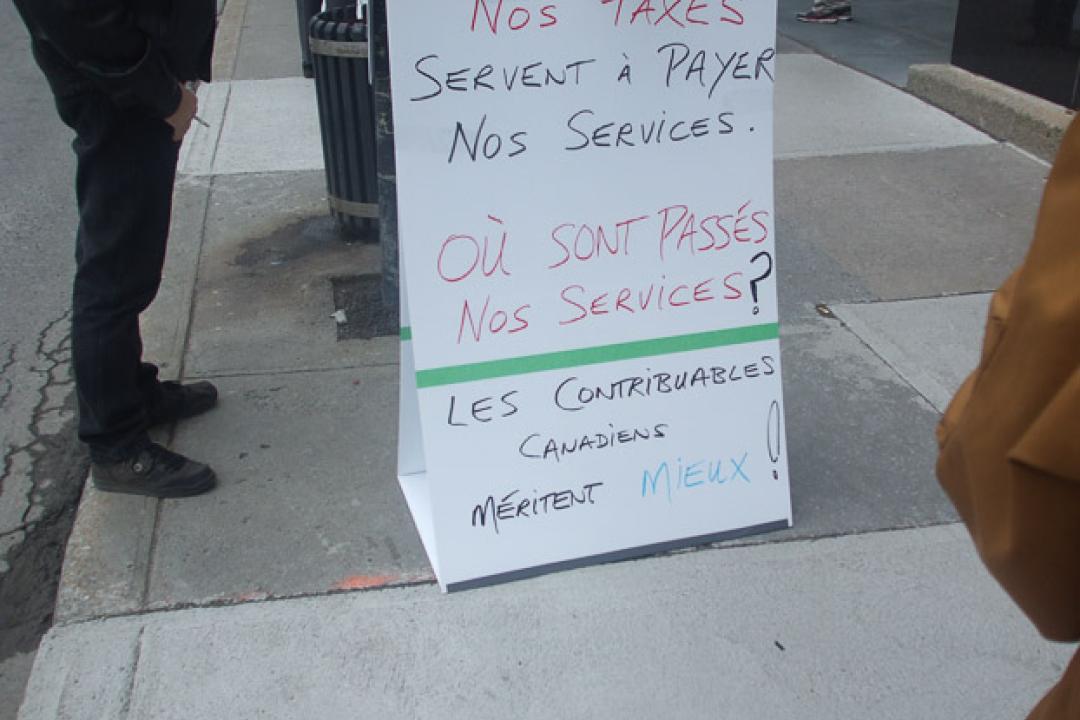 NOS TAXES
SERVENT à PAYER
NOS SERVICES.
OÙ SONT PASSÉS
NOS SERVICES?
LES CONTRIBUABLES
CANADIENS
MÉRITENT MIEUX!